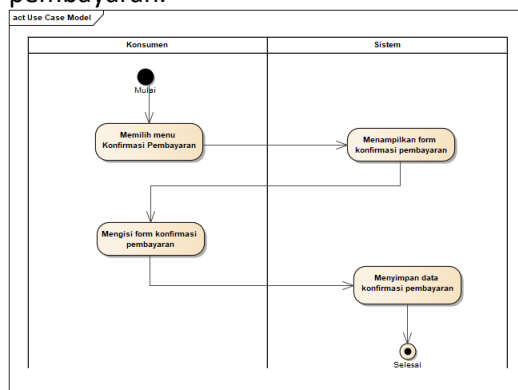 pembayaran.
act Use Case Model
Konsumen
Sistem
Mulai
Memilih menu
Konfirmasi Pembayaran
Menampilkan form
konfirmasi pembayaran
Mengisi form konfirmasi
pembayaran
Menyimpan data
konfirmasi pembayaran
Selesai